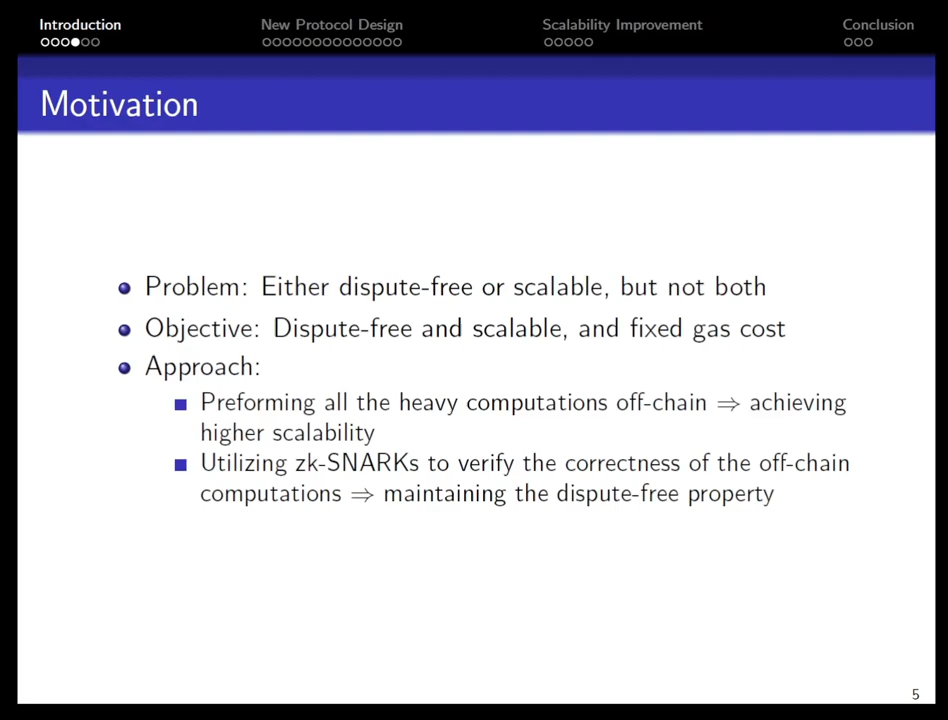 Introduction
New Protocol Design
Scalability Improvement
Conclusion
Motivation
Problem: Either dispute-free or scalable, but not both
Objective: Dispute-free and scalable, and fixed gas cost
Approach:
Preforming all the heavy computations off-chain ⇒ achieving
higher scalability
Utilizing zk-SNARKs to verify the correctness of the off-chain
computations ⇒ maintaining the dispute-free property
5